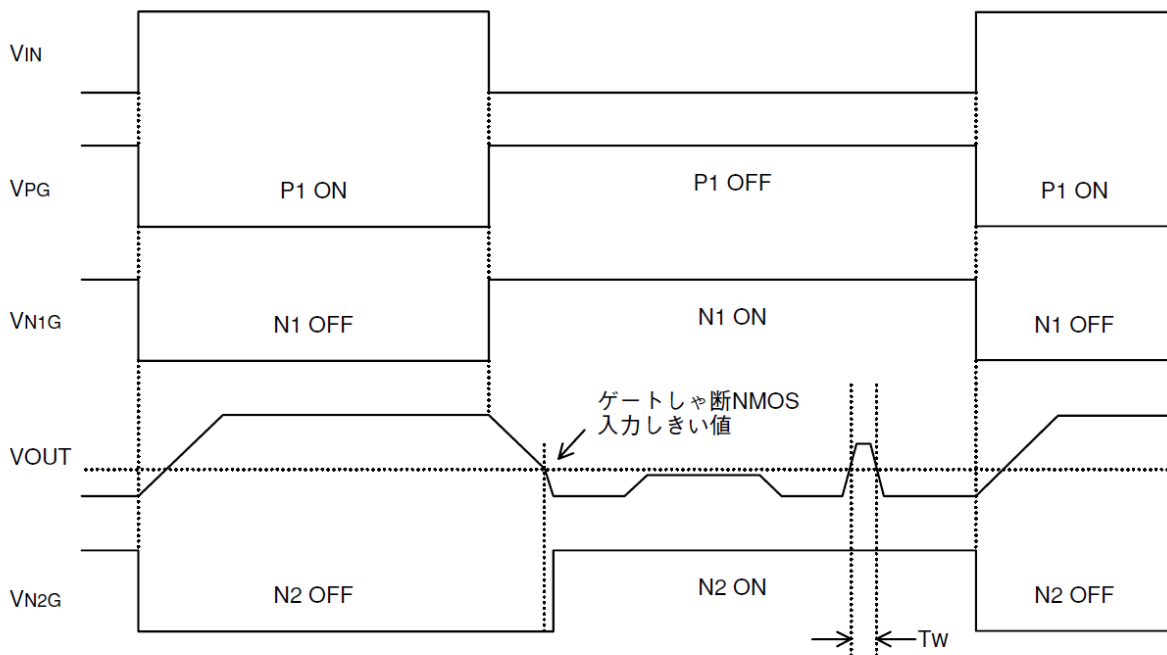 VIN
VPG
P1 ON
P1 OFF
P1 ON
VN1G
N1 OFF
N1 ON
N1 OFF
ゲートしゃ断NMOS
入力しきい値
VOUT
VN2G
N2 OFF
N2 ON
N2 OFF
TW